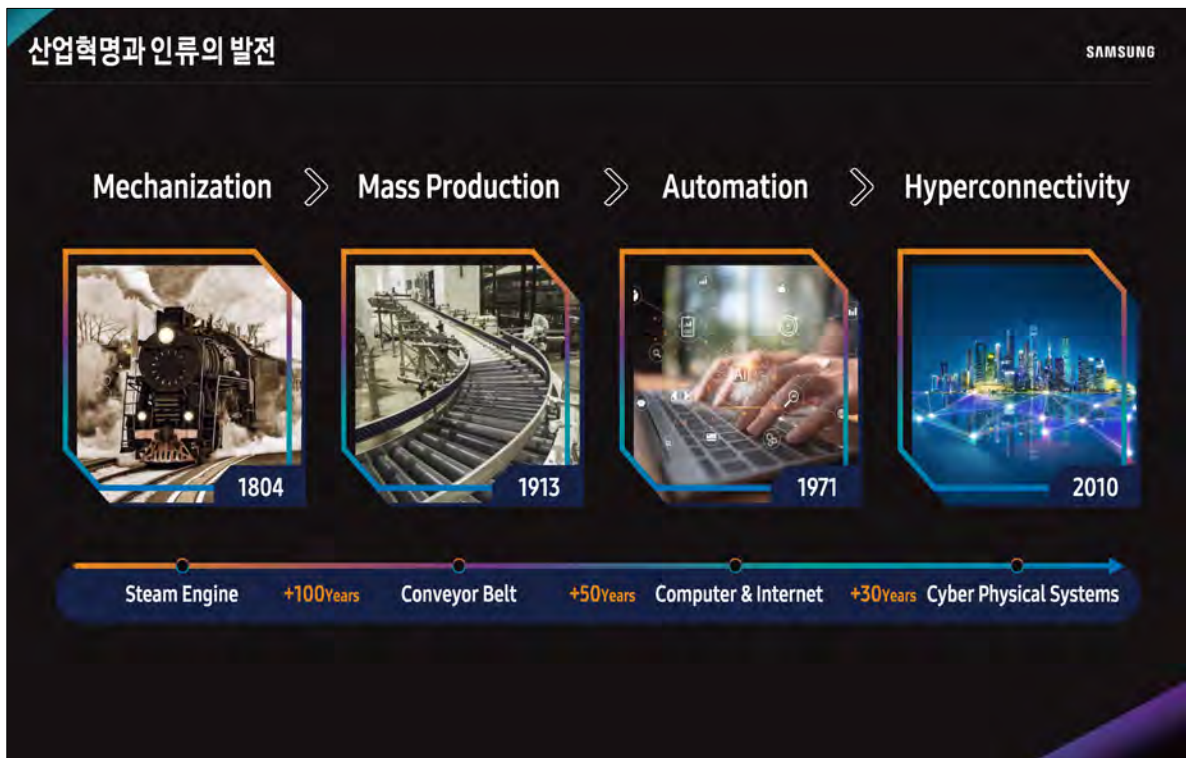 산업혁명과 인류의 발전
SAMSUNG
Mechanization
Mass Production
Automation
Hyperconnectivity
AI
1804
1913
1971
2010
Steam Engine
+100Years
Conveyor Belt
+50Years
Computer & Internet
+30Years
Cyber Physical Systems